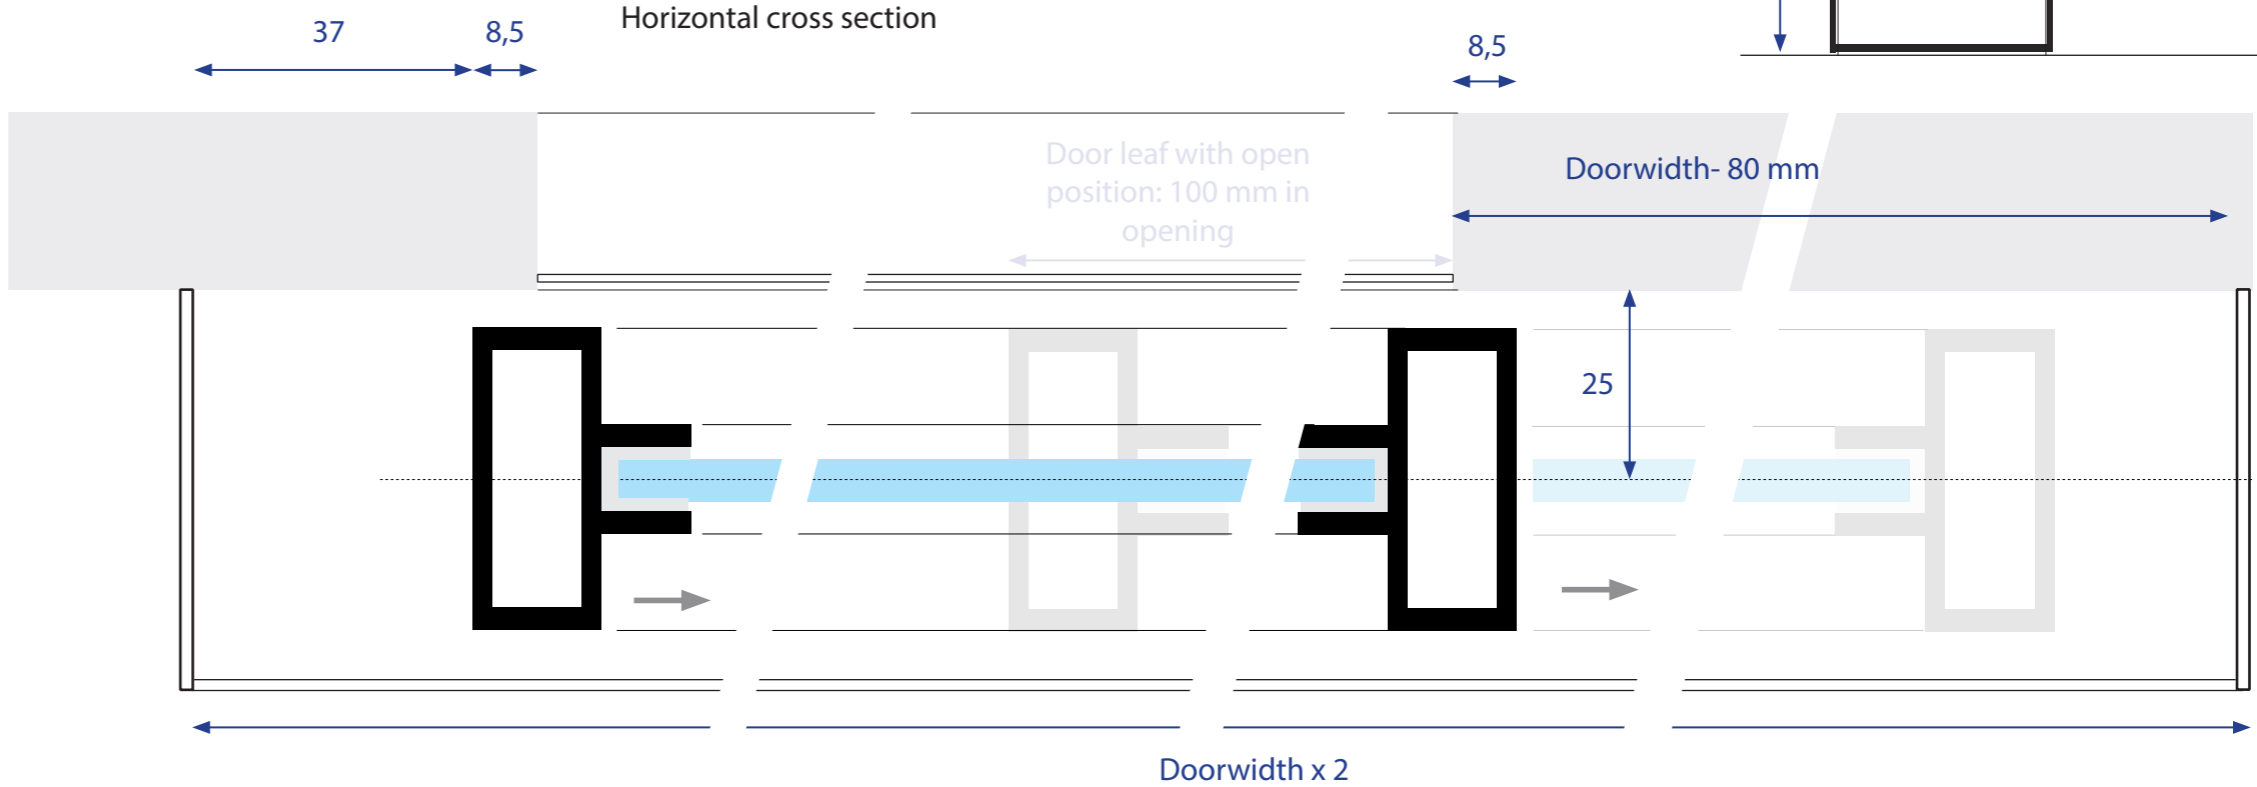 Horizontal cross section
37
8,5
8,5
Door leaf with open
position: 100 mm in
opening
Doorwidth- 80 mm
25
Doorwidth x 2